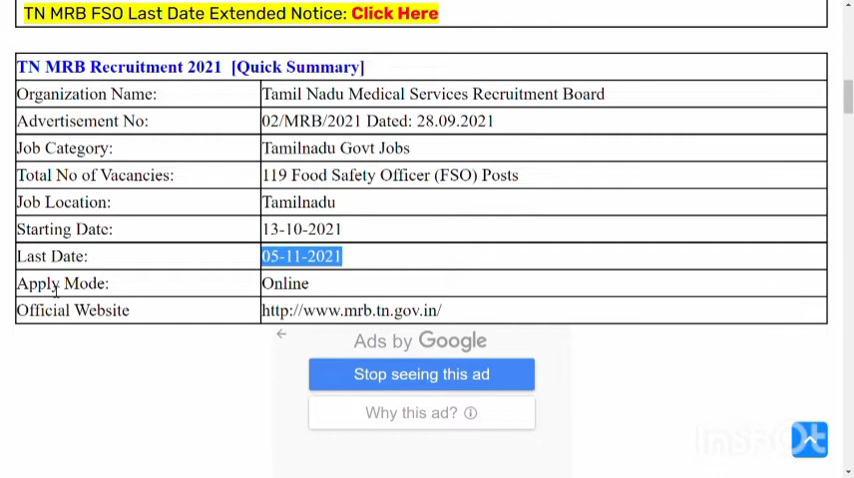 TN MRB FSO Last Date Extended Notice: Click Here
TN MRB Recruitment 2021 [Quick Summary]
Organization Name: Tamil Nadu Medical Services Recruitment Board
Advertisement No: 02/MRB/2021 Dated: 28.09.2021
Job Category: Tamilnadu Govt Jobs
Total No of Vacancies: 119 Food Safety Officer (FSO) Posts
Job Location: Tamilnadu
Starting Date: 13-10-2021
Last Date: 05-11-2021
Apply Mode: Online
Official Website http://www.mrb.tn.gov.in/
Ads by Google
Stop seeing this ad
Why this ad?